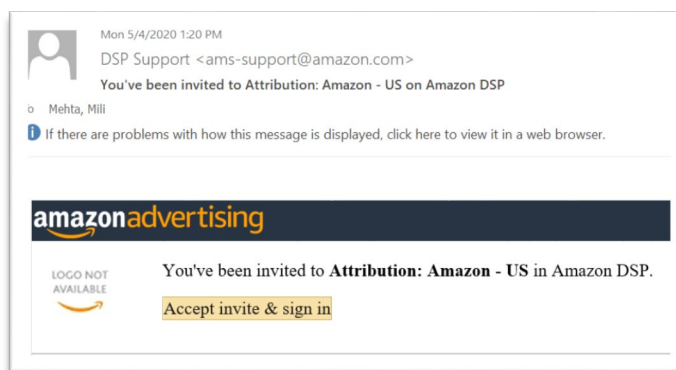 Mon 5/4/2020 1:20 PM
DSP Support <ams-support@amazon.com>
You've been invited to Attribution: Amazon - US on Amazon DSP
o Mehta, Mili
If there are problems with how this message is displayed, click here to view it in a web browser.
amazonadvertising
LOGO NOT
AVAILABLE
You've been invited to Attribution: Amazon - US in Amazon DSP.
Accept invite & sign in